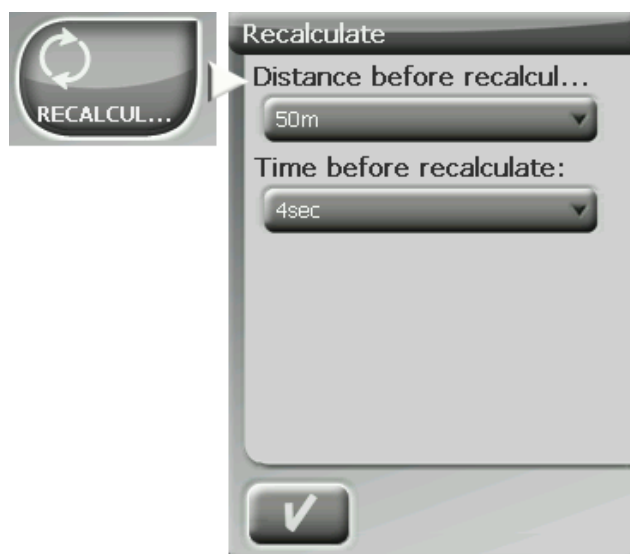 RECALCUL...
Recalculate
Distance before recalcul...
50m
Time before recalculate:
4sec